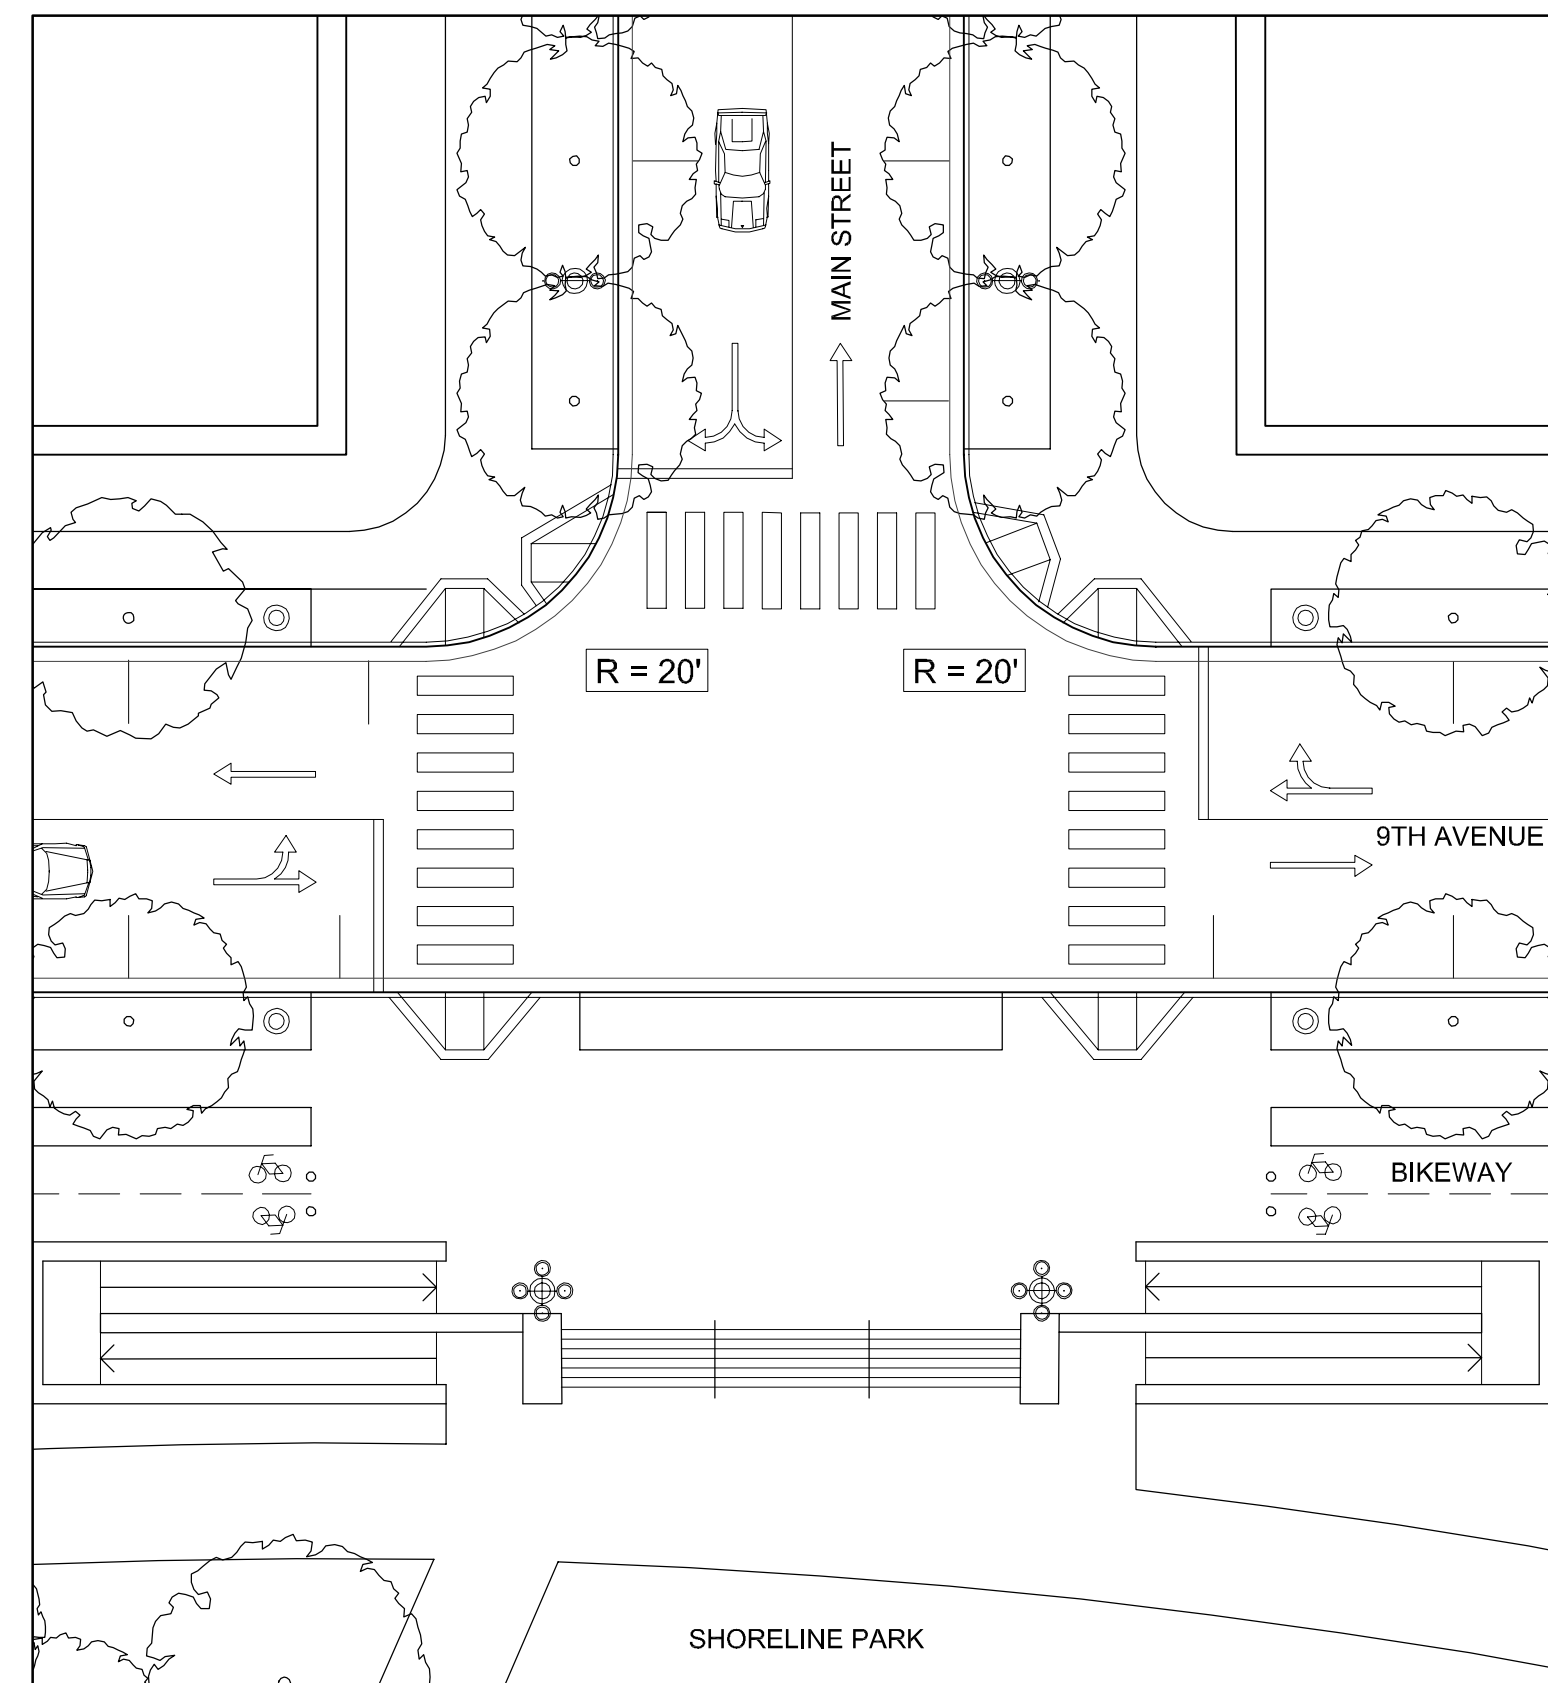 MAIN STREET
R = 20'
R = 20'
9TH AVENUE
BIKEWAY
SHORELINE PARK